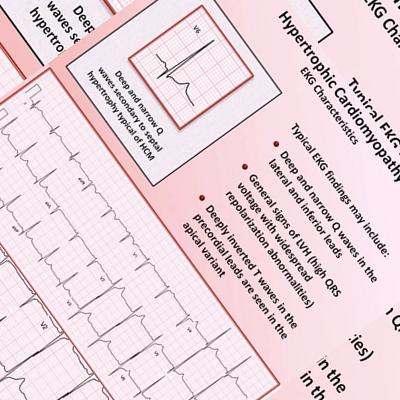 Deep
waves s
hypertro
V6
Deep and narrow Q
waves secondary to septal
hypertrophy typical of HCM
Hypertrophic Cardiomyopathy
EKG Characteristics
Typical EKG findings may include:
Deep and narrow Q waves in the
lateral and inferior leads
General signs of LVH (high QRS
voltage with widespread
repolarization abnormalities)
Deeply inverted T waves in the
precordial leads are seen in the
apical variant
Typical EKG
EKG Cha
V2
ies)
n the
in th